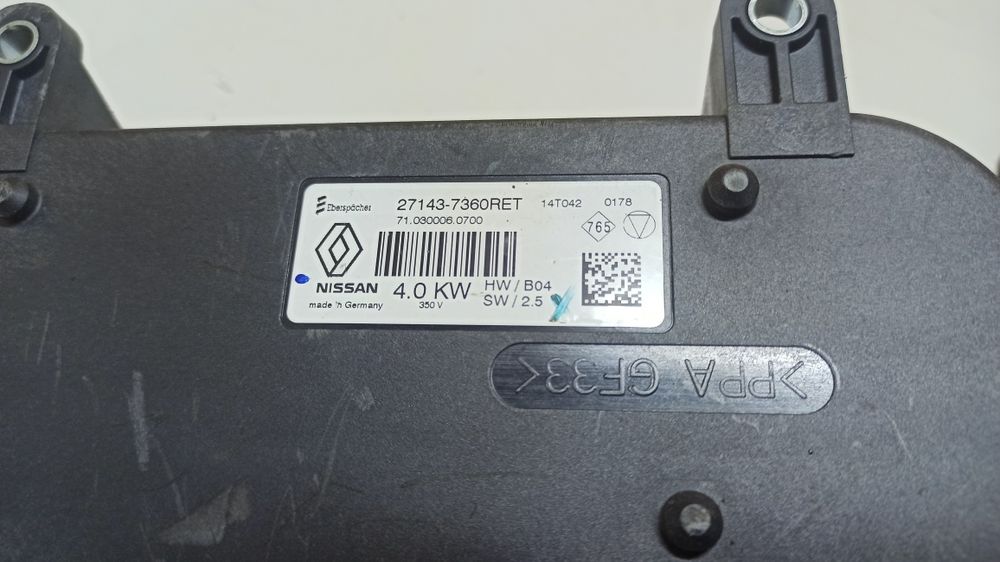 Eberspächer 27143-7360RET 14T042 0178
71.030006.0700
765
NISSAN 4.0 KW HW/B04
made in Germany 350 V SW/2.5
>PPA GF33<